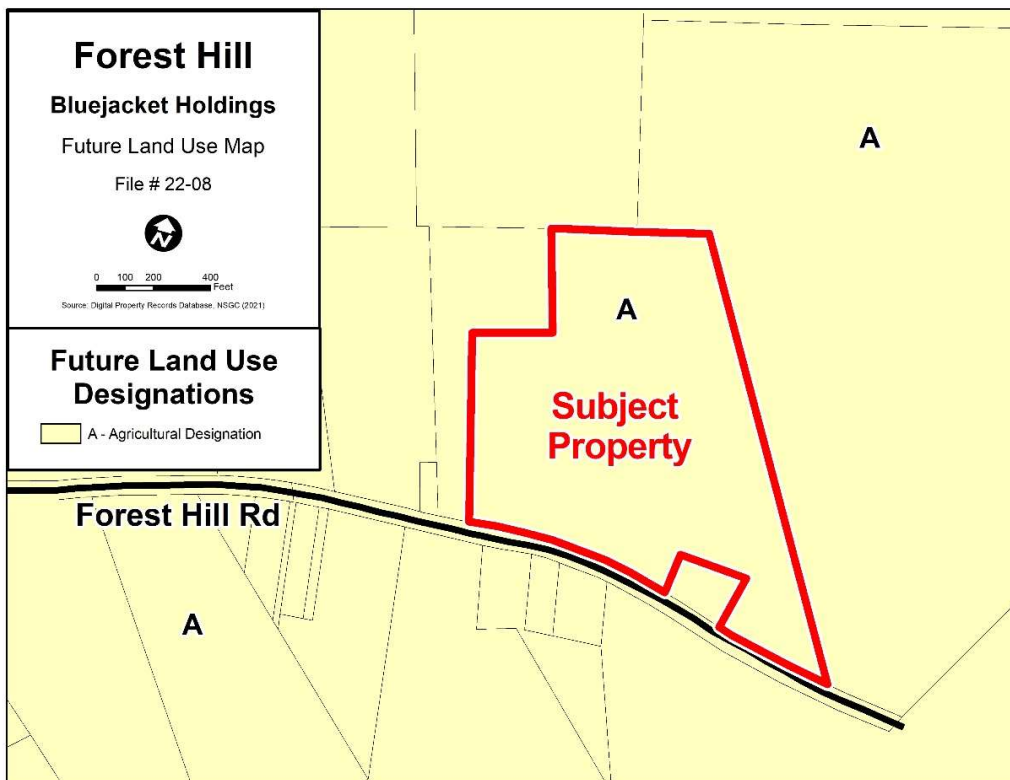 Forest Hill
Bluejacket Holdings
Future Land Use Map
File # 22-08
N
0 100 200 400
Feet
Source: Digital Property Records Database, NSGC (2021)
Future Land Use
Designations
A - Agricultural Designation
A
A
Subject
Property
Forest Hill Rd
A